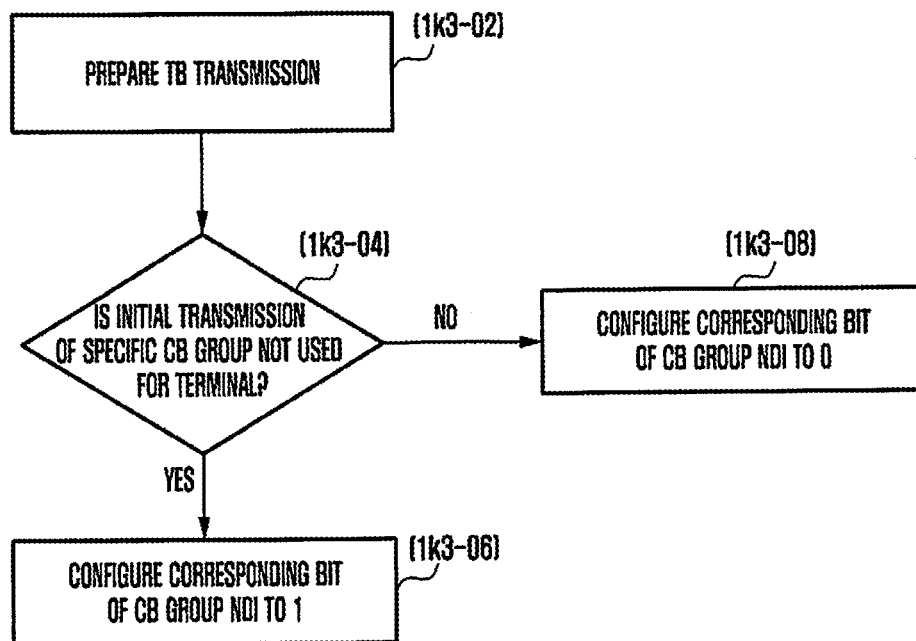 (1k3-02)
PREPARE TB TRANSMISSION
(1k3-04)
IS INITIAL TRANSMISSION
OF SPECIFIC CB GROUP NOT USED
FOR TERMINAL?
NO
(1k3-08)
CONFIGURE CORRESPONDING BIT
OF CB GROUP NDI TO 0
YES
(1k3-06)
CONFIGURE CORRESPONDING BIT
OF CB GROUP NDI TO 1